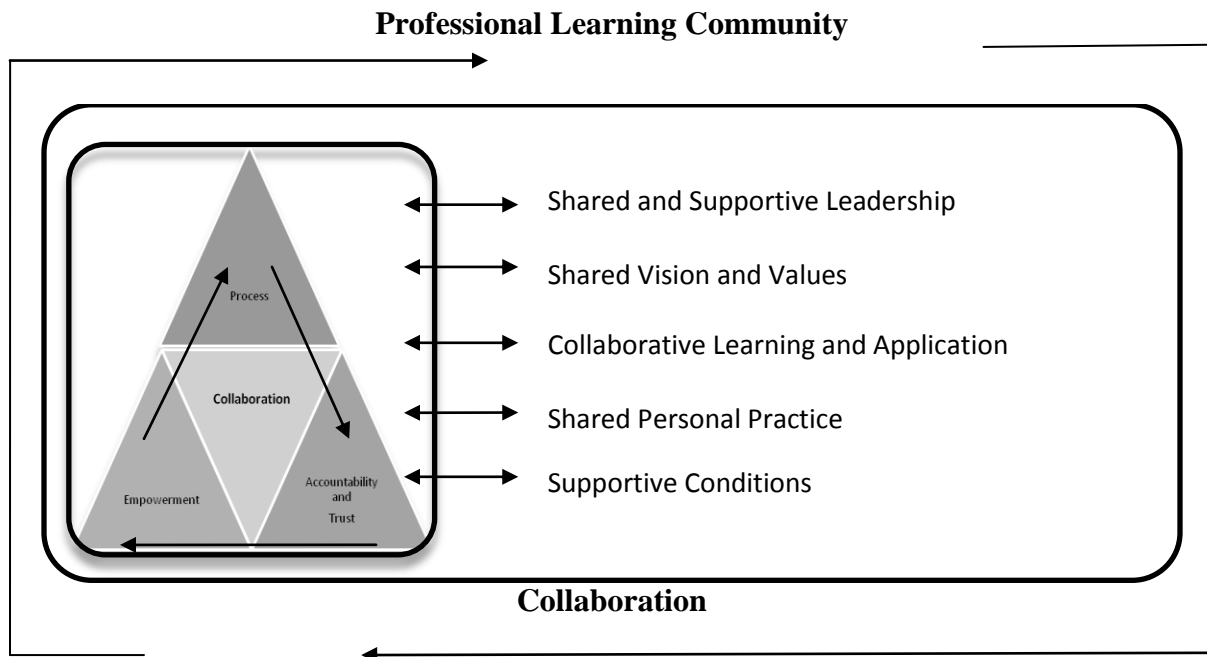 Professional Learning Community
Process
Collaboration
Empowerment
Accountability
and
Trust
Shared and Supportive Leadership
Shared Vision and Values
Collaborative Learning and Application
Shared Personal Practice
Supportive Conditions
Collaboration